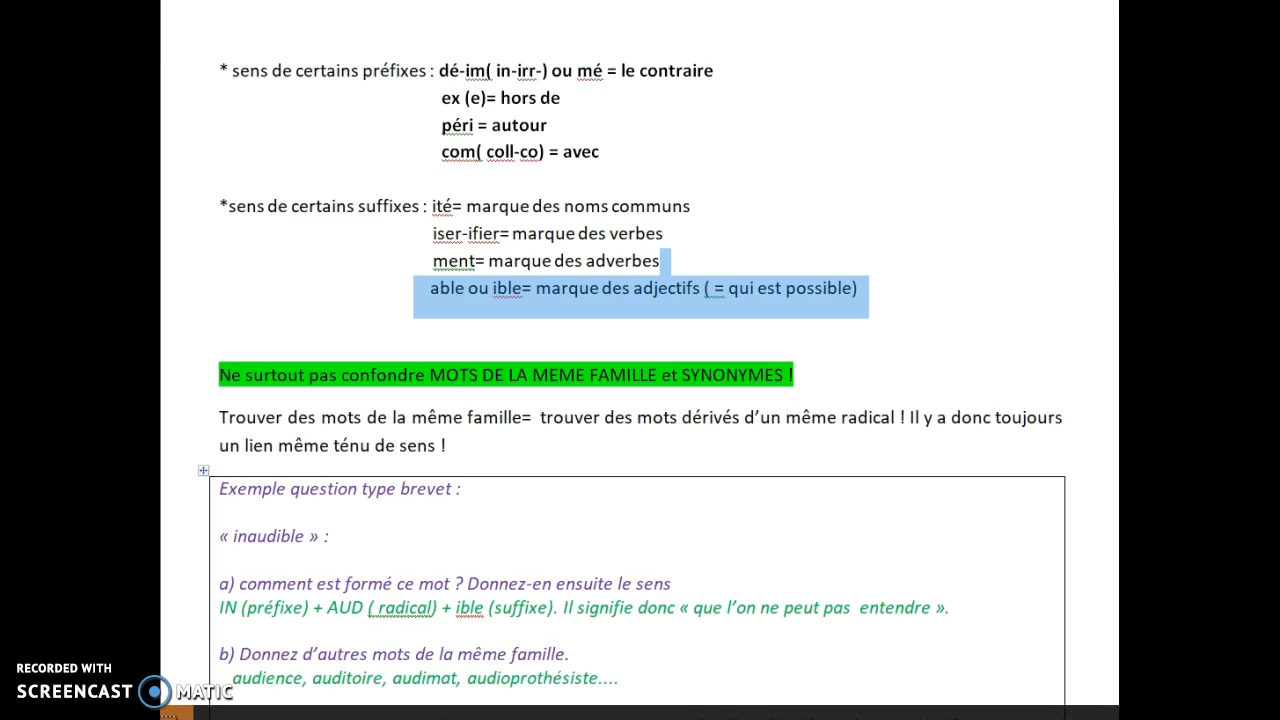 * sens de certains préfixes : dé-im( in-irr-) ou mé = le contraire
ex (e)= hors de
péri = autour
com( coll-co) = avec
*sens de certains suffixes : ité= marque des noms communs
iser-ifier= marque des verbes
ment= marque des adverbes
able ou ible= marque des adjectifs ( = qui est possible)
Ne surtout pas confondre MOTS DE LA MEME FAMILLE et SYNONYMES !
Trouver des mots de la même famille= trouver des mots dérivés d’un même radical ! Il y a donc toujours
un lien même ténu de sens !
Exemple question type brevet :
« inaudible » :
a) comment est formé ce mot ? Donnez-en ensuite le sens
IN (préfixe) + AUD ( radical) + ible (suffixe). Il signifie donc « que l’on ne peut pas entendre ».
b) Donnez d’autres mots de la même famille.
audience, auditoire, audimat, audioprothésiste....
RECORDED WITH
SCREENCAST MATIC